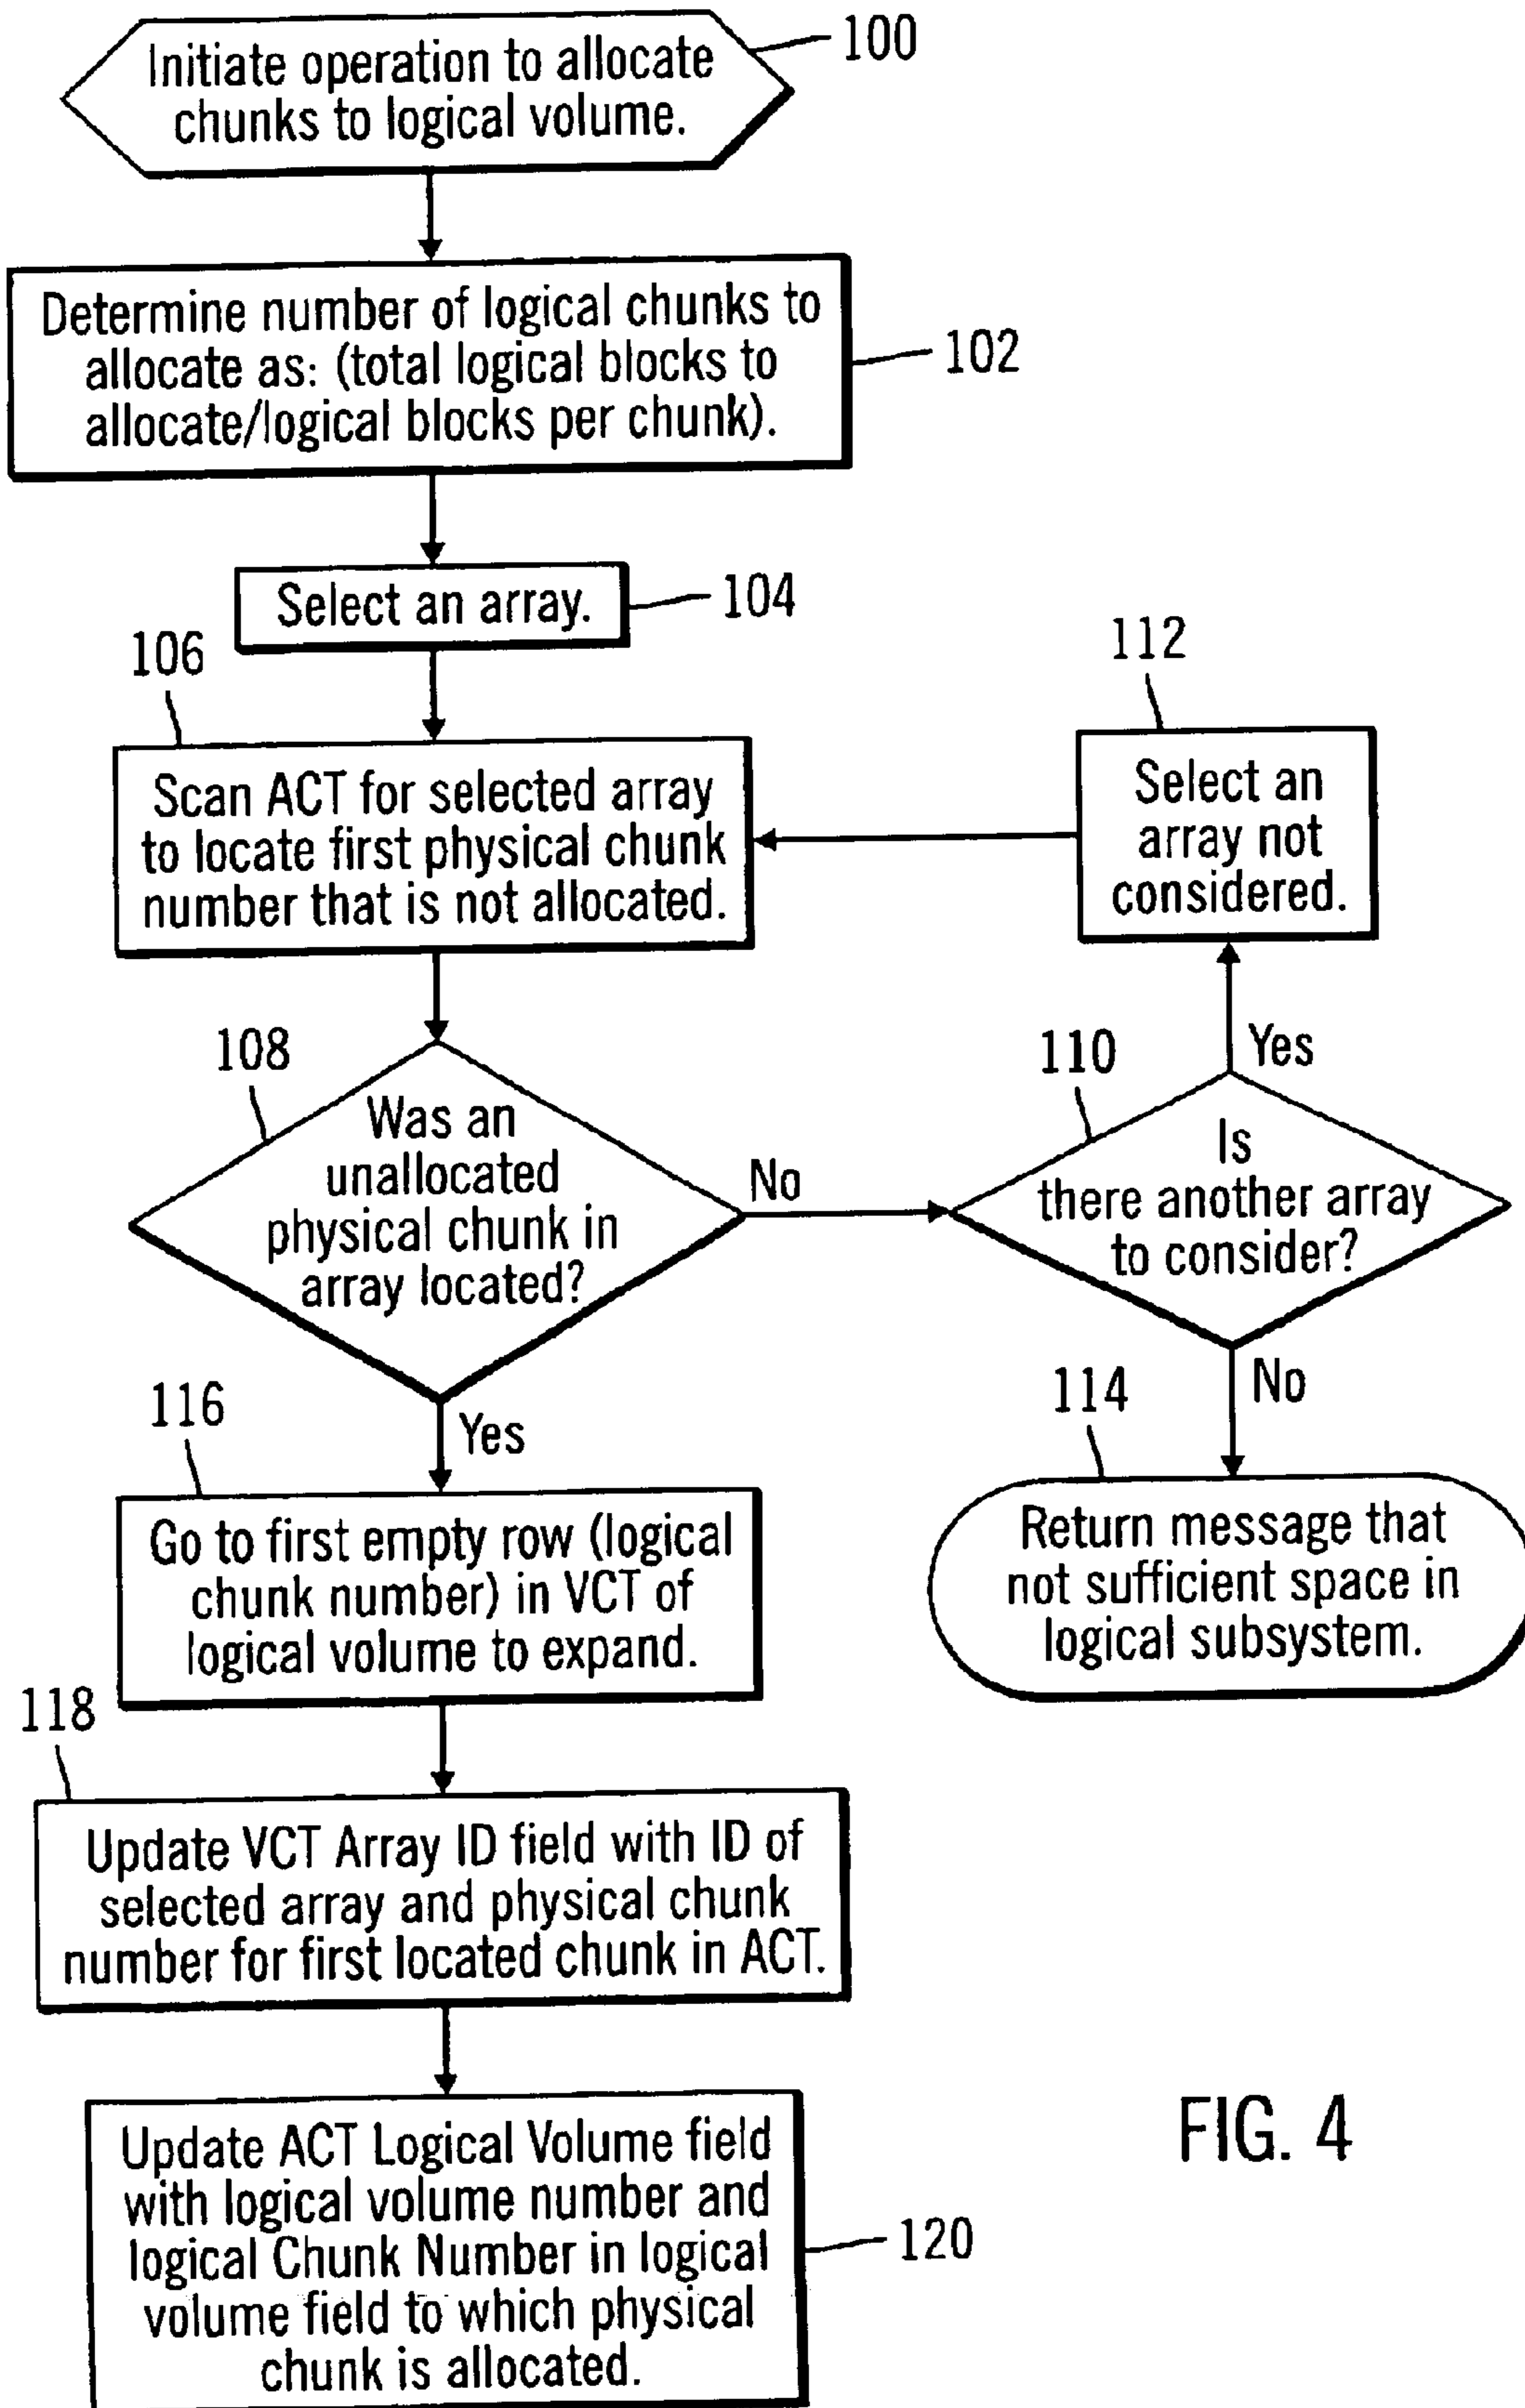 Initiate operation to allocate
chunks to logical volume.
100
Determine number of logical chunks to
allocate as: (total logical blocks to
allocate/logical blocks per chunk).
102
Select an array.
104
106
Scan ACT for selected array
to locate first physical chunk
number that is not allocated.
112
Select an
array not
considered.
108
Was an
unallocated
physical chunk in
array located?
No
110
Yes
Is
there another array
to consider?
No
114
Return message that
not sufficient space in
logical subsystem.
Yes
116
Go to first empty row (logical
chunk number) in VCT of
logical volume to expand.
118
Update VCT Array ID field with ID of
selected array and physical chunk
number for first located chunk in ACT.
Update ACT Logical Volume field
with logical volume number and
logical Chunk Number in logical
volume field to which physical
chunk is allocated.
120
FIG. 4